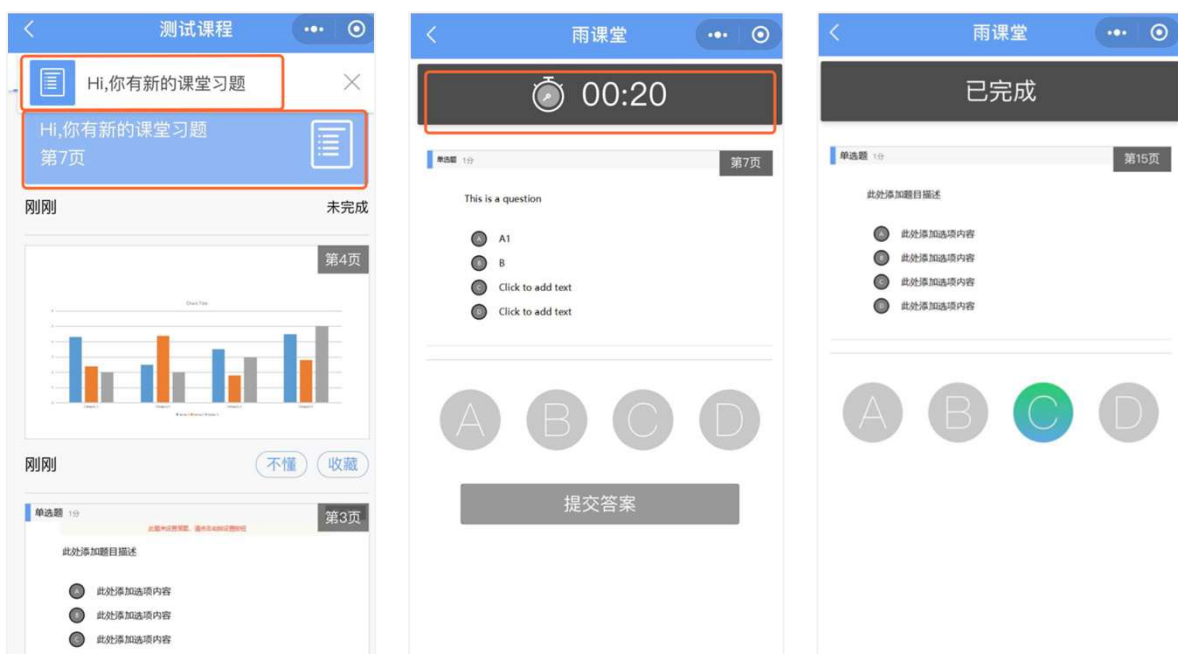 测试课程
Hi,你有新的课堂习题
Hi,你有新的课堂习题
第7页
刚刚
未完成
第4页
Chart Title
刚刚
不懂
收藏
单选题 1分
第3页
此处添加题目描述
A
此处添加选项内容
B
此处添加选项内容
C
此处添加选项内容
雨课堂
00:20
单选题 1分
第7页
This is a question
A
A1
B
B
C
Click to add text
D
Click to add text
A
B
C
D
提交答案
雨课堂
已完成
单选题 1分
第15页
此处添加题目描述
A
此处添加选项内容
B
此处添加选项内容
C
此处添加选项内容
D
此处添加选项内容
A
B
C
D